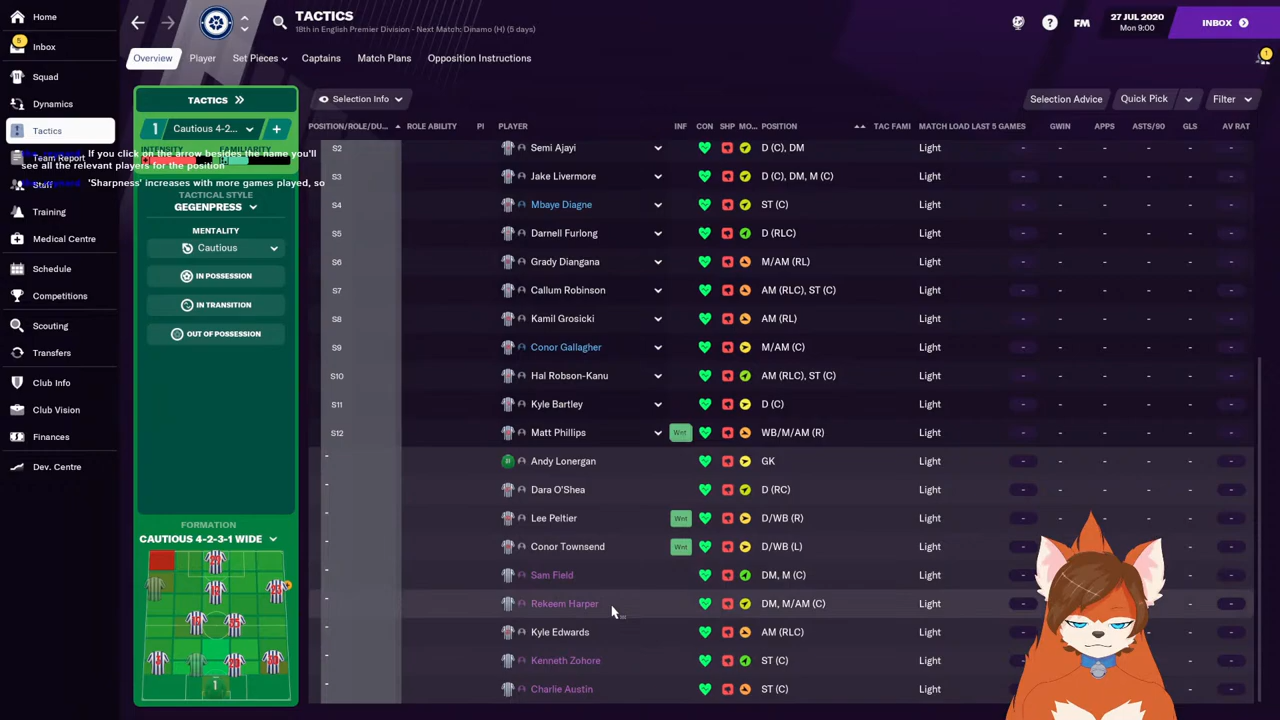 Home
TACTICS
18th in English Premier Division - Next Match: Dinamo (H) (5 days)
FM
27 JUL 2020
Mon 9:00
INBOX
5
Inbox
Overview
Player
Set Pieces
Captains
Match Plans
Opposition Instructions
1
Squad
Dynamics
Tactics
Team Report
Staff
Training
Medical Centre
Schedule
Competitions
Scouting
Transfers
Club Info
Club Vision
Finances
Dev. Centre
If you click on the arrow besides the name you'll
see all the relevant players for the position
'Sharpness' increases with more games played, so
TACTICS
1 Cautious 4-2...
INTENSITY FAMILIARITY
TACTICAL STYLE
GEGENPRESS
MENTALITY
Cautious
IN POSSESSION
IN TRANSITION
OUT OF POSSESSION
FORMATION
CAUTIOUS 4-2-3-1 WIDE
Selection Info
Selection Advice
Quick Pick
Filter
POSITION/ROLE/DU... ROLE ABILITY PI PLAYER INF CON SHP MO... POSITION TAC FAMI MATCH LOAD LAST 5 GAMES GWIN APPS ASTS/90 GLS AV RAT
S2 Semi Ajayi D (C), DM Light - - - - - -
S3 Jake Livermore D (C), DM, M (C) Light - - - - - -
S4 Mbaye Diagne ST (C) Light - - - - - -
S5 Darnell Furlong D (RLC) Light - - - - - -
S6 Grady Diangana M/AM (RL) Light - - - - - -
S7 Callum Robinson AM (RLC), ST (C) Light - - - - - -
S8 Kamil Grosicki AM (RL) Light - - - - - -
S9 Conor Gallagher M/AM (C) Light - - - - - -
S10 Hal Robson-Kanu AM (RLC), ST (C) Light - - - - - -
S11 Kyle Bartley D (C) Light - - - - - -
S12 Matt Phillips Wnt WB/M/AM (R) Light - - - - - -
- Andy Lonergan GK Light - - - - - -
- Dara O'Shea D (RC) Light - - - - - -
- Lee Peltier Wnt D/WB (R) Light - - - - - -
- Conor Townsend Wnt D/WB (L) Light - - - - - -
- Sam Field DM, M (C) Light - -
- Rekeem Harper DM, M/AM (C) Light - -
- Kyle Edwards AM (RLC) Light - -
- Kenneth Zohore ST (C) Light - -
- Charlie Austin ST (C) Light - -